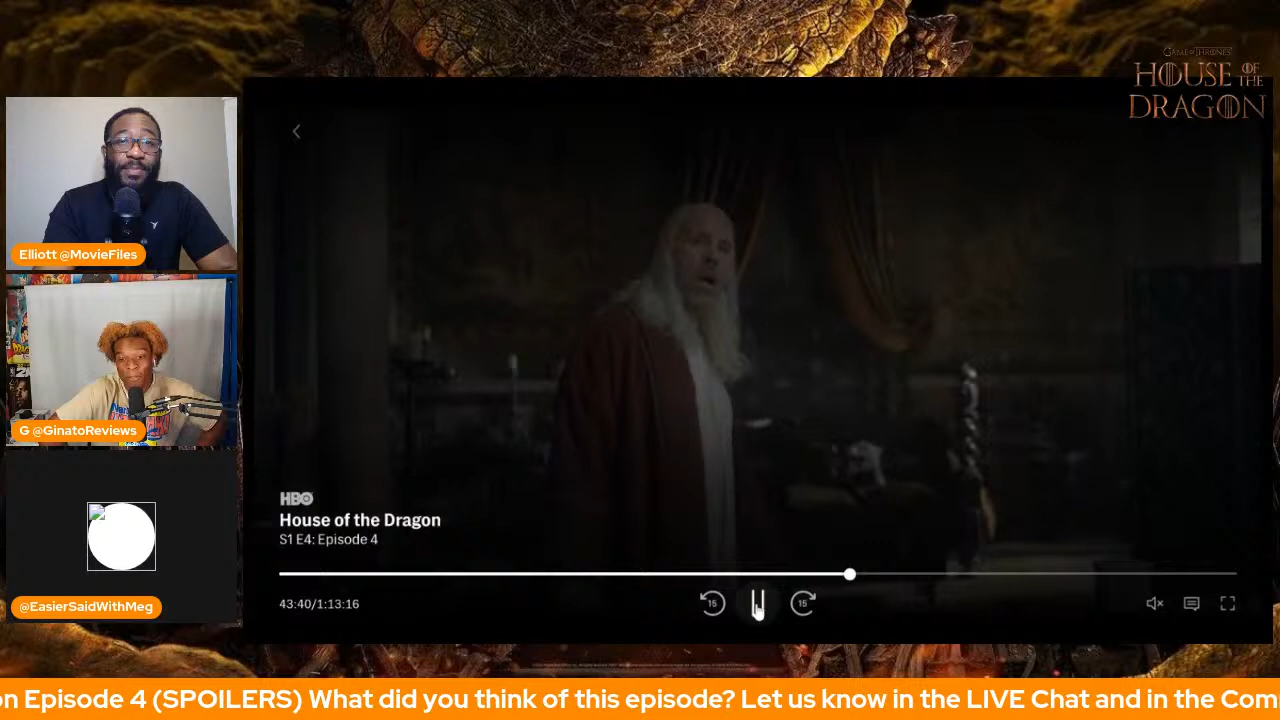 GAME OF THRONES
HOUSE OF THE
DRAGON
Elliott @MovieFiles
G @GinatoReviews
@EasierSaidWithMeg
HBO
House of the Dragon
S1 E4: Episode 4
43:40/1:13:16
15
15
on Episode 4 (SPOILERS) What did you think of this episode? Let us know in the LIVE Chat and in the Com